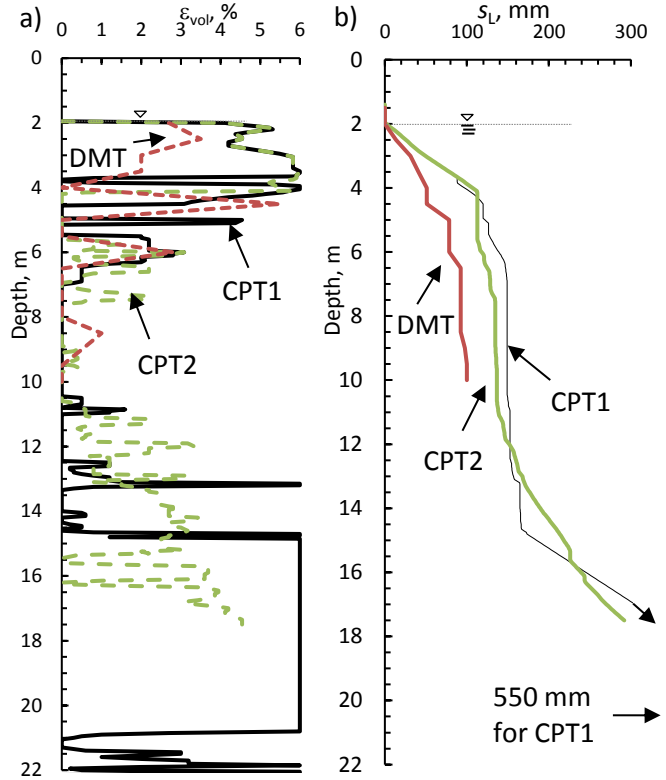 a)
εvol, %
0 1 2 3 4 5 6
0
2
4
6
8
10
12
14
16
18
20
22
Depth, m
DMT
CPT1
CPT2
b)
sL, mm
0 100 200 300
0
2
4
6
8
10
12
14
16
18
20
22
Depth, m
DMT
CPT1
CPT2
550 mm
for CPT1